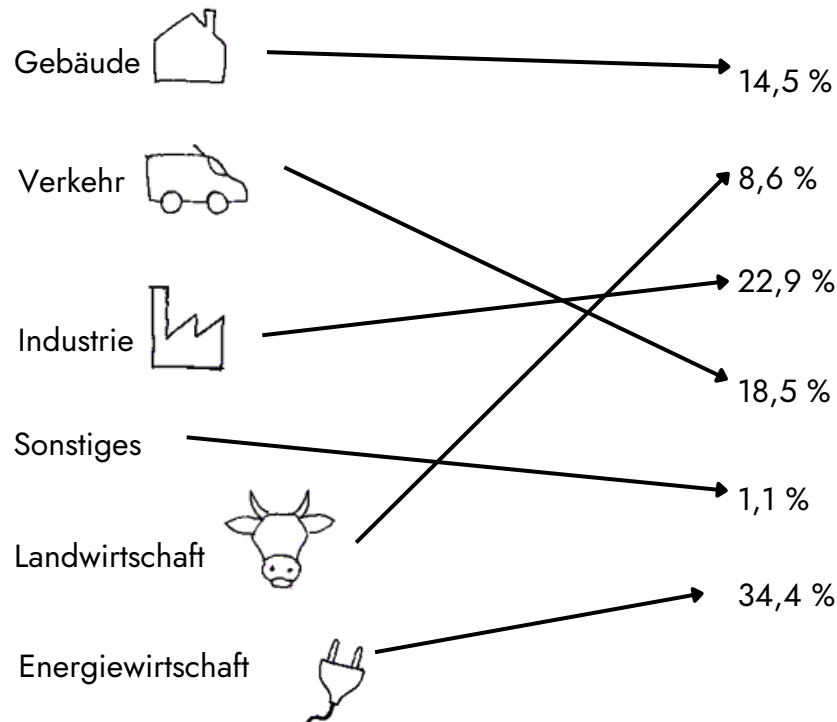 Gebäude
14,5 %
Verkehr
8,6 %
22,9 %
Industrie
18,5 %
Sonstiges
1,1 %
Landwirtschaft
34,4 %
Energiewirtschaft